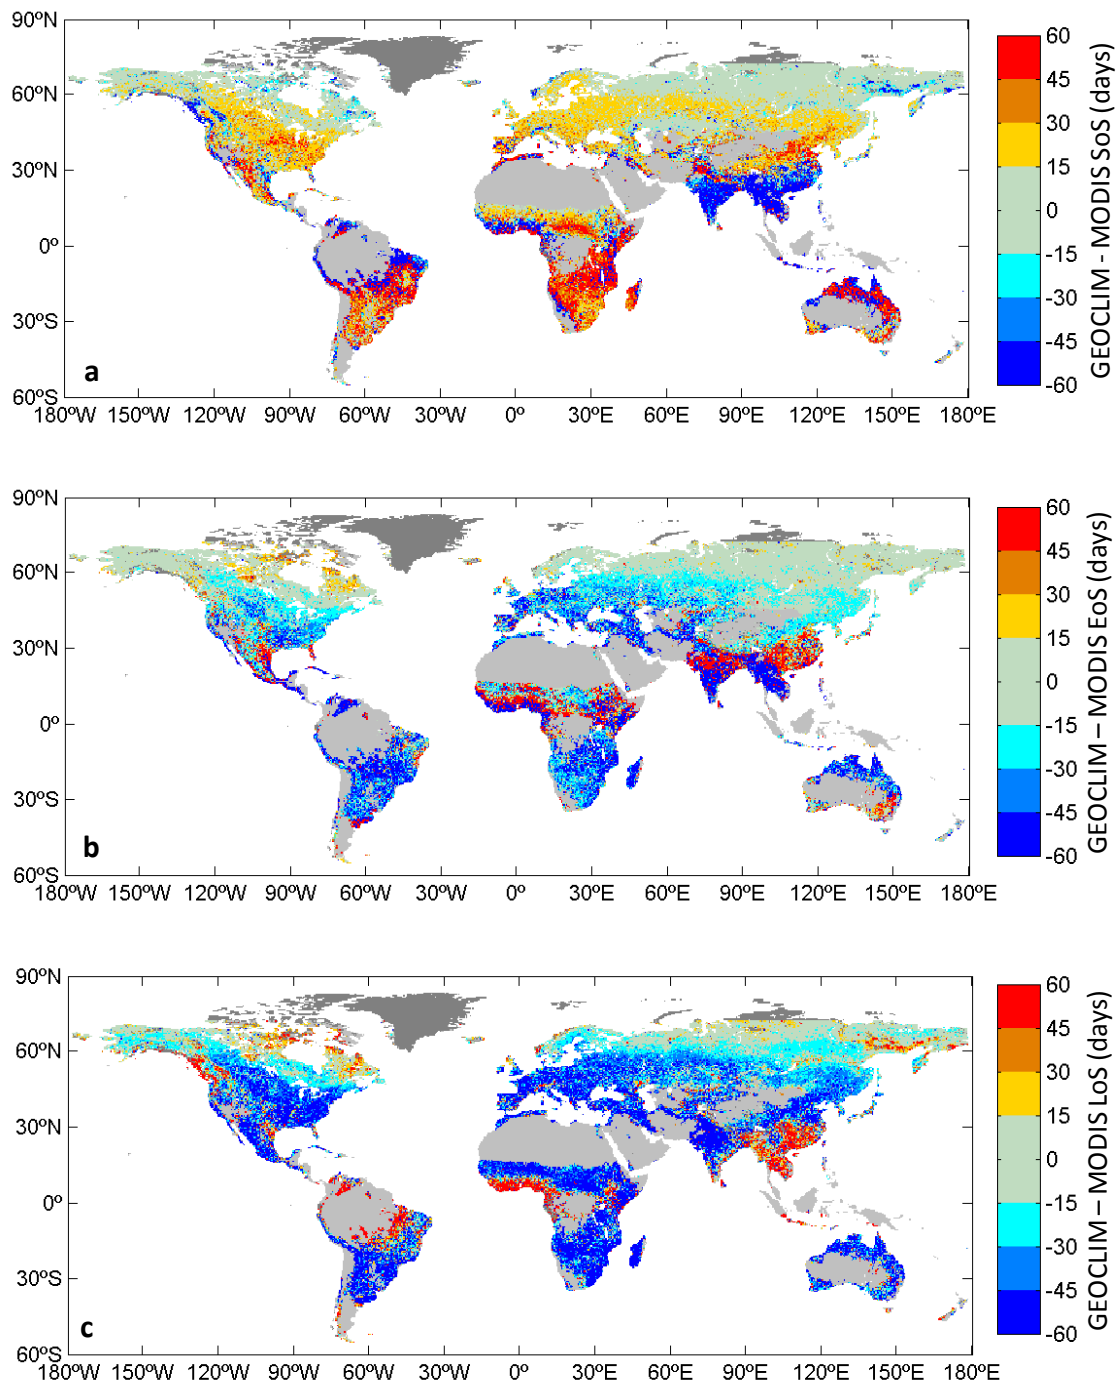 90ºN
60ºN
30ºN
0º
30ºS
60ºS
a
180ºW 150ºW 120ºW 90ºW 60ºW 30ºW 0º 30ºE 60ºE 90ºE 120ºE 150ºE 180ºE
60
45
30
15
0
-15
-30
-45
-60
GEOCLIM - MODIS SoS (days)
90ºN
60ºN
30ºN
0º
30ºS
60ºS
b
180ºW 150ºW 120ºW 90ºW 60ºW 30ºW 0º 30ºE 60ºE 90ºE 120ºE 150ºE 180ºE
60
45
30
15
0
-15
-30
-45
-60
GEOCLIM – MODIS EoS (days)
90ºN
60ºN
30ºN
0º
30ºS
60ºS
c
180ºW 150ºW 120ºW 90ºW 60ºW 30ºW 0º 30ºE 60ºE 90ºE 120ºE 150ºE 180ºE
60
45
30
15
0
-15
-30
-45
-60
GEOCLIM – MODIS LoS (days)